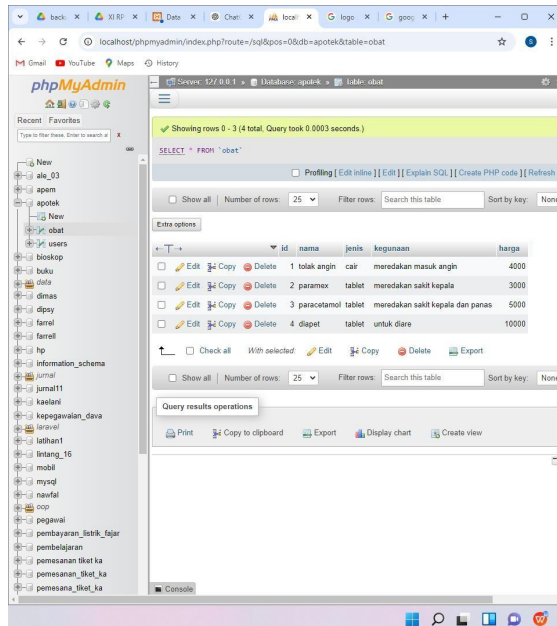 back:
XI RF
Data
Chat
local
logo
goog
localhost/phpmyadmin/index.php?route=/sql&pos=0&db=apotek&table=obat
S
Gmail YouTube Maps History
phpMyAdmin
Recent Favorites
Type to filter these, Enter to search al X
New
ale_03
apem
apotek
New
obat
users
bioskop
buku
data
dimas
dipsy
farrel
farrell
hp
information_schema
jurnal
jurnal11
kaelani
kepegawaian_dava
laravel
latihan1
lintang_16
mobil
mysql
nawfal
oop
pegawai
pembayaran_listrik_fajar
pembelajaran
pemesanan tiket ka
pemesanan_tiket_ka
pemesana_tiket_ka
Server: 127.0.0.1 » Database: apotek » Table: obat
Showing rows 0 - 3 (4 total, Query took 0.0003 seconds.)
SELECT * FROM `obat`
Profiling [ Edit inline ] [ Edit ] [ Explain SQL ] [ Create PHP code ] [ Refresh
Show all Number of rows: 25 Filter rows: Search this table Sort by key: None
Extra options
←T→ id nama jenis kegunaan harga
Edit Copy Delete 1 tolak angin cair meredakan masuk angin 4000
Edit Copy Delete 2 paramex tablet meredakan sakit kepala 3000
Edit Copy Delete 3 paracetamol tablet meredakan sakit kepala dan panas 5000
Edit Copy Delete 4 diapet tablet untuk diare 10000
Check all With selected: Edit Copy Delete Export
Show all Number of rows: 25 Filter rows: Search this table Sort by key: None
Query results operations
Print Copy to clipboard Export Display chart Create view
Console